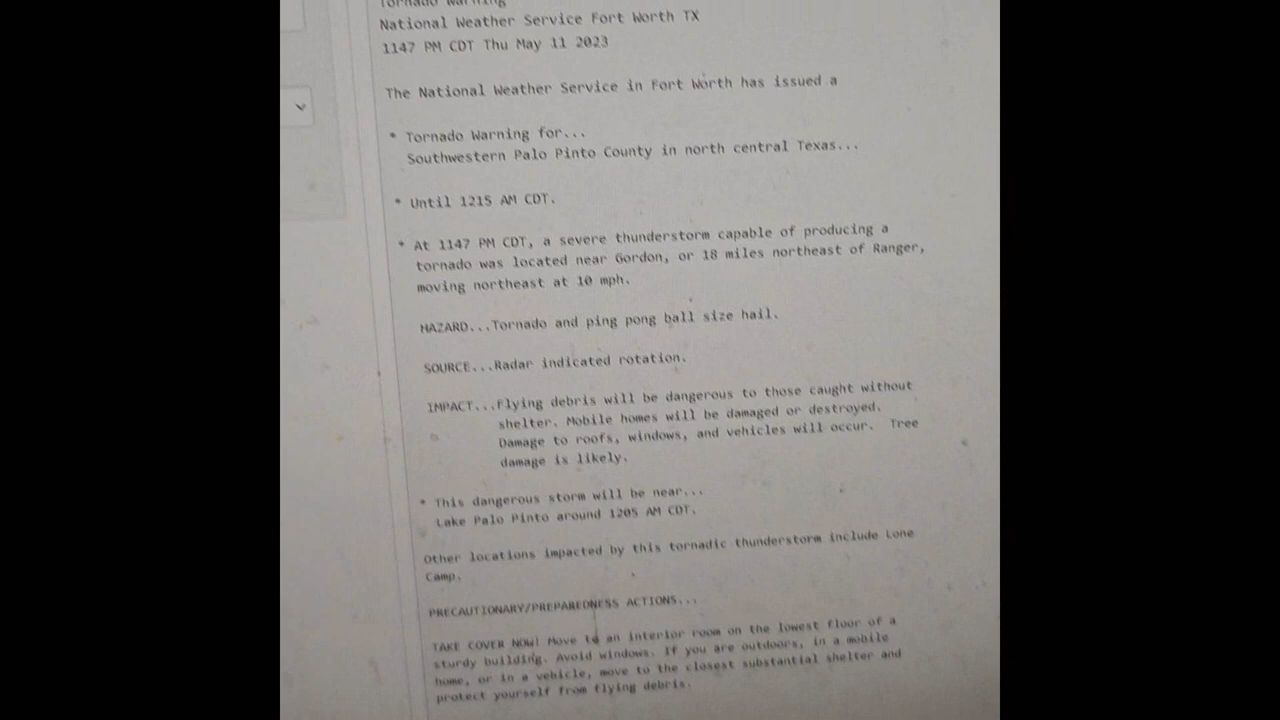 Tornado Warning
National Weather Service Fort Worth TX
1147 PM CDT Thu May 11 2023
The National Weather Service in Fort Worth has issued a
* Tornado Warning for...
Southwestern Palo Pinto County in north central Texas...
* Until 1215 AM CDT.
* At 1147 PM CDT, a severe thunderstorm capable of producing a
tornado was located near Gordon, or 18 miles northeast of Ranger,
moving northeast at 10 mph.
HAZARD...Tornado and ping pong ball size hail.
SOURCE...Radar indicated rotation.
IMPACT...Flying debris will be dangerous to those caught without
shelter. Mobile homes will be damaged or destroyed.
Damage to roofs, windows, and vehicles will occur. Tree
damage is likely.
* This dangerous storm will be near...
Lake Palo Pinto around 1205 AM CDT.
Other locations impacted by this tornadic thunderstorm include Lone
Camp.
PRECAUTIONARY/PREPAREDNESS ACTIONS...
TAKE COVER NOW! Move to an interior room on the lowest floor of a
sturdy building. Avoid windows. If you are outdoors, in a mobile
home, or in a vehicle, move to the closest substantial shelter and
protect yourself from flying debris.